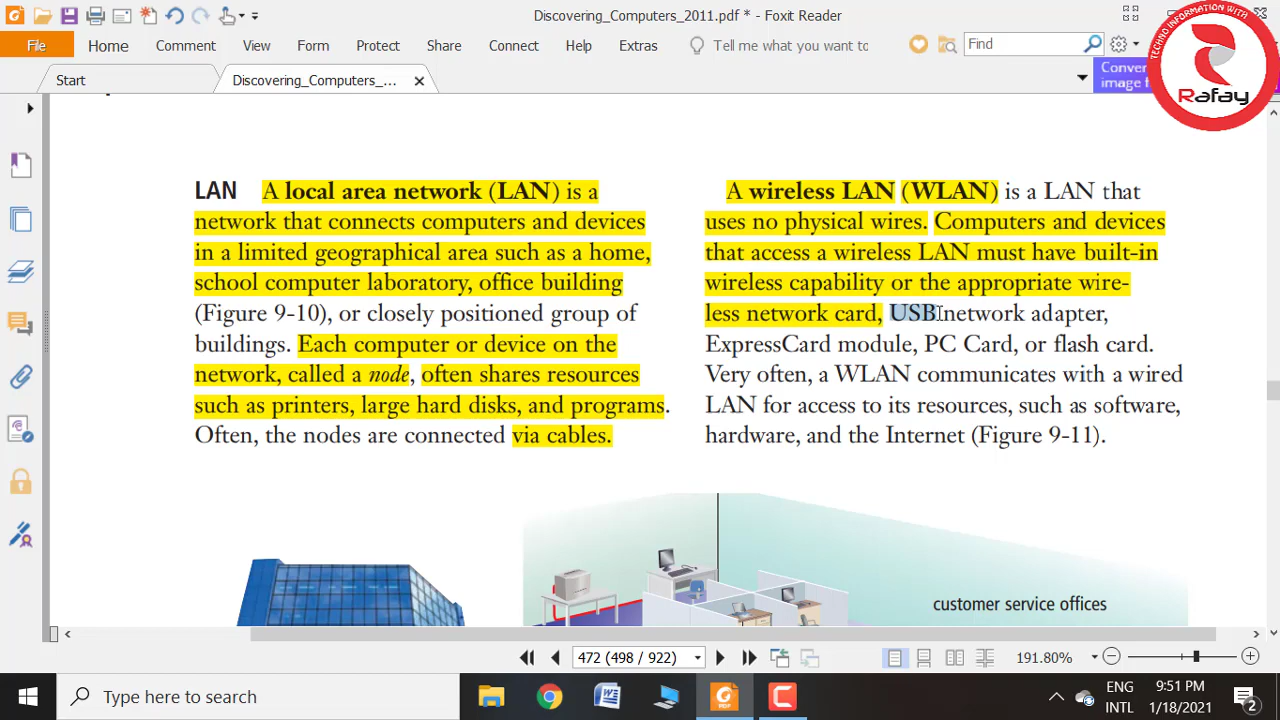 Discovering_Computers_2011.pdf * - Foxit Reader
File Home Comment View Form Protect Share Connect Help Extras Tell me what you want to Find
Start Discovering_Computers_...
Conver
image f
TECHNO INFORMATION WITH
Rafay
LAN A local area network (LAN) is a
network that connects computers and devices
in a limited geographical area such as a home,
school computer laboratory, office building
(Figure 9-10), or closely positioned group of
buildings. Each computer or device on the
network, called a node, often shares resources
such as printers, large hard disks, and programs.
Often, the nodes are connected via cables.
A wireless LAN (WLAN) is a LAN that
uses no physical wires. Computers and devices
that access a wireless LAN must have built-in
wireless capability or the appropriate wire-
less network card, USB network adapter,
ExpressCard module, PC Card, or flash card.
Very often, a WLAN communicates with a wired
LAN for access to its resources, such as software,
hardware, and the Internet (Figure 9-11).
customer service offices
472 (498 / 922) 191.80%
Type here to search
ENG
INTL
9:51 PM
1/18/2021
2